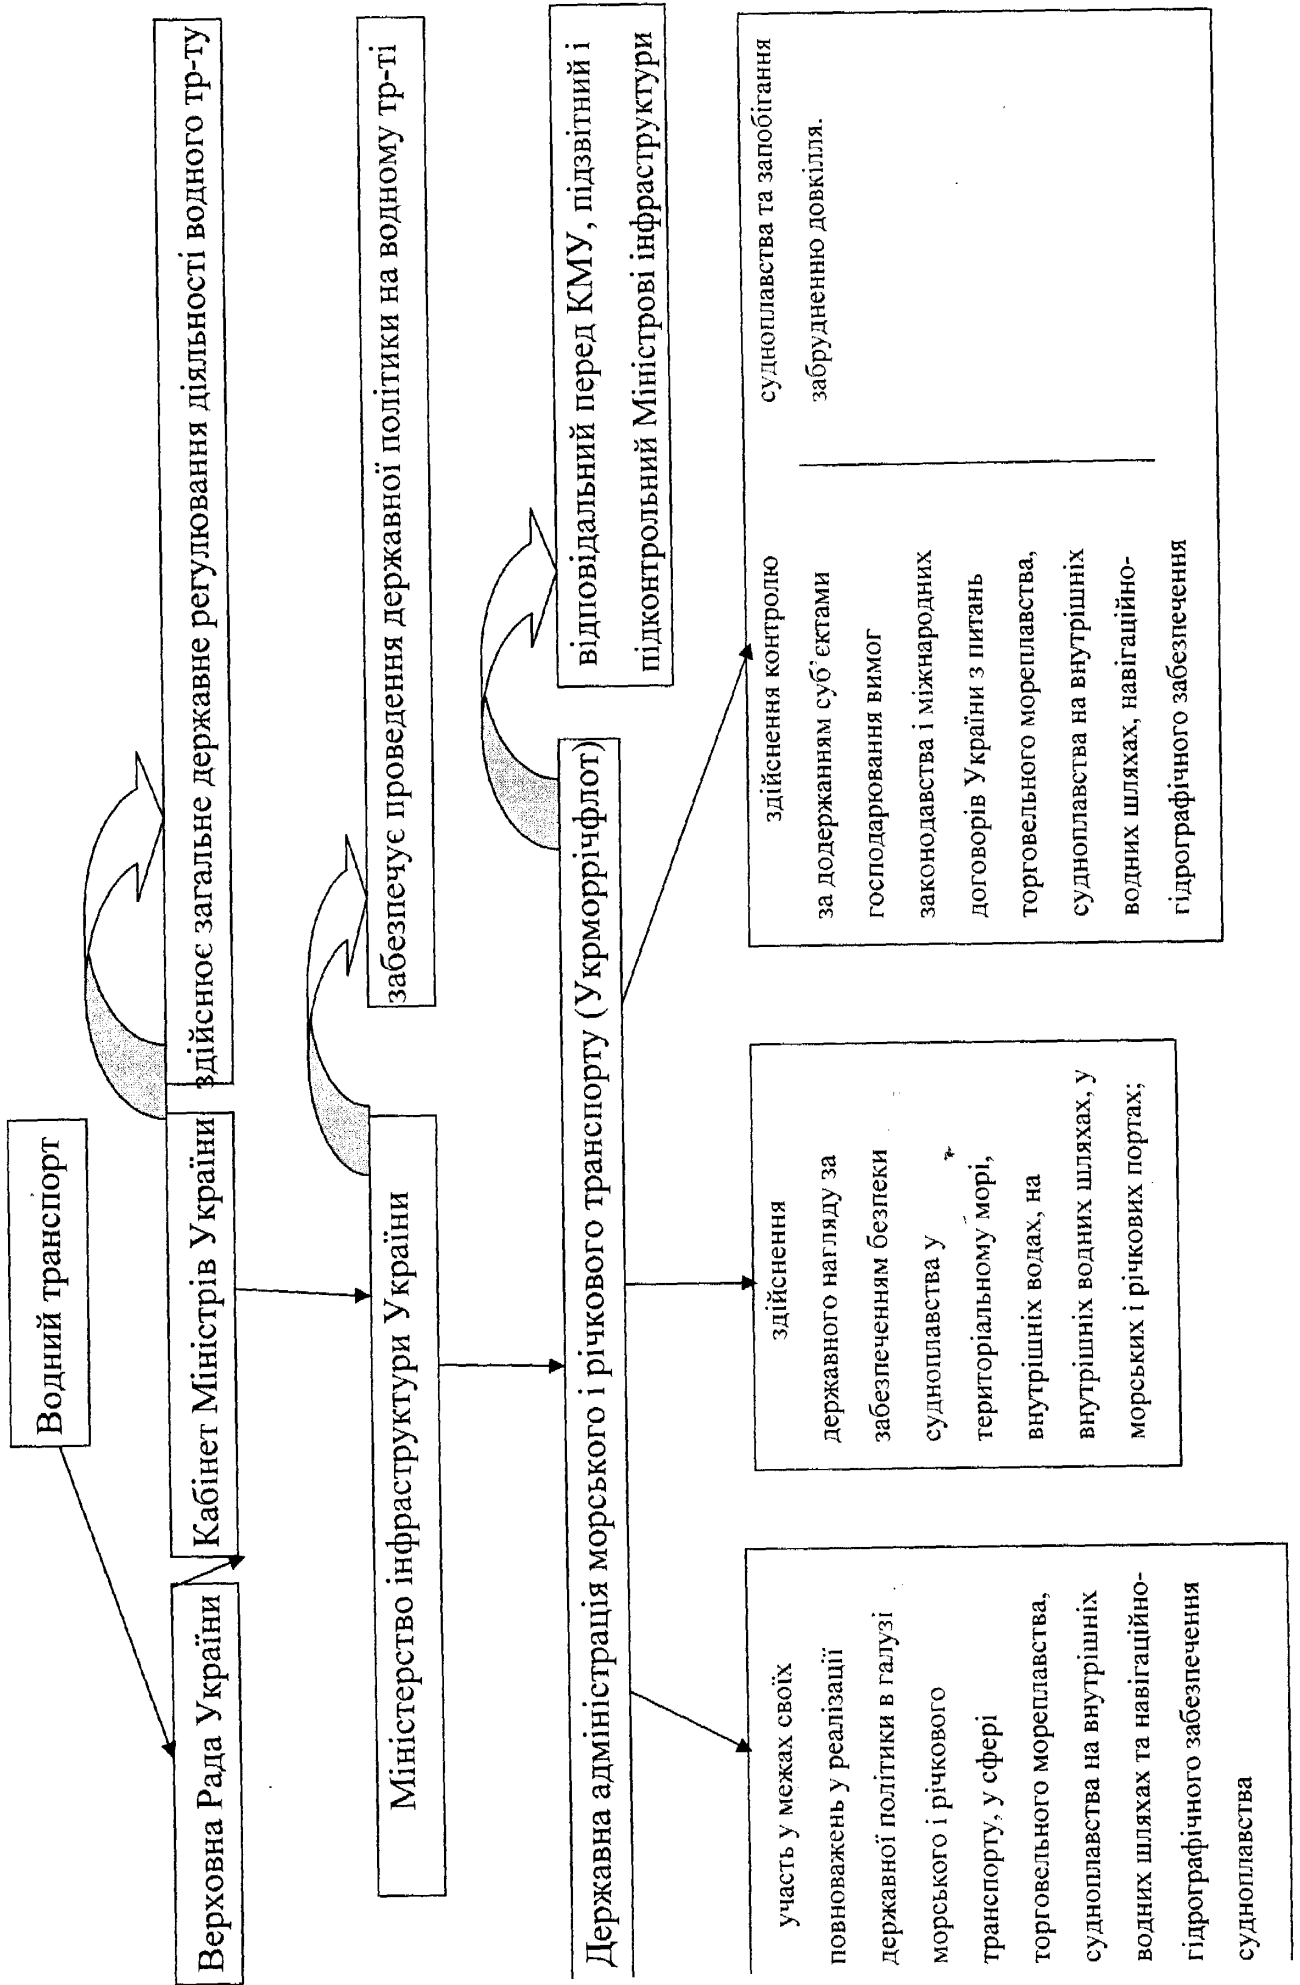 Водний транспорт
Верховна Рада України
Кабінет Міністрів України
здійснює загальне державне регулювання діяльності водного тр-ту
Міністерство інфраструктури України
забезпечує проведення державної політики на водному тр-ті
Державна адміністрація морського і річкового транспорту (Укрморрічфлот)
відповідальний перед КМУ, підзвітний і
підконтрольний Міністрові інфраструктури
участь у межах своїх
повноважень у реалізації
державної політики в галузі
морського і річкового
транспорту, у сфері
торговельного мореплавства,
судноплавства на внутрішніх
водних шляхах та навігаційно-
гідрографічного забезпечення
судноплавства
здійснення
державного нагляду за
забезпеченням безпеки
судноплавства у
територіальному морі,
внутрішніх водах, на
внутрішніх водних шляхах, у
морських і річкових портах;
здійснення контролю
за додержанням суб'єктами
господарювання вимог
законодавства і міжнародних
договорів України з питань
торговельного мореплавства,
судноплавства на внутрішніх
водних шляхах, навігаційно-
гідрографічного забезпечення
судноплавства та запобігання
забрудненню довкілля.